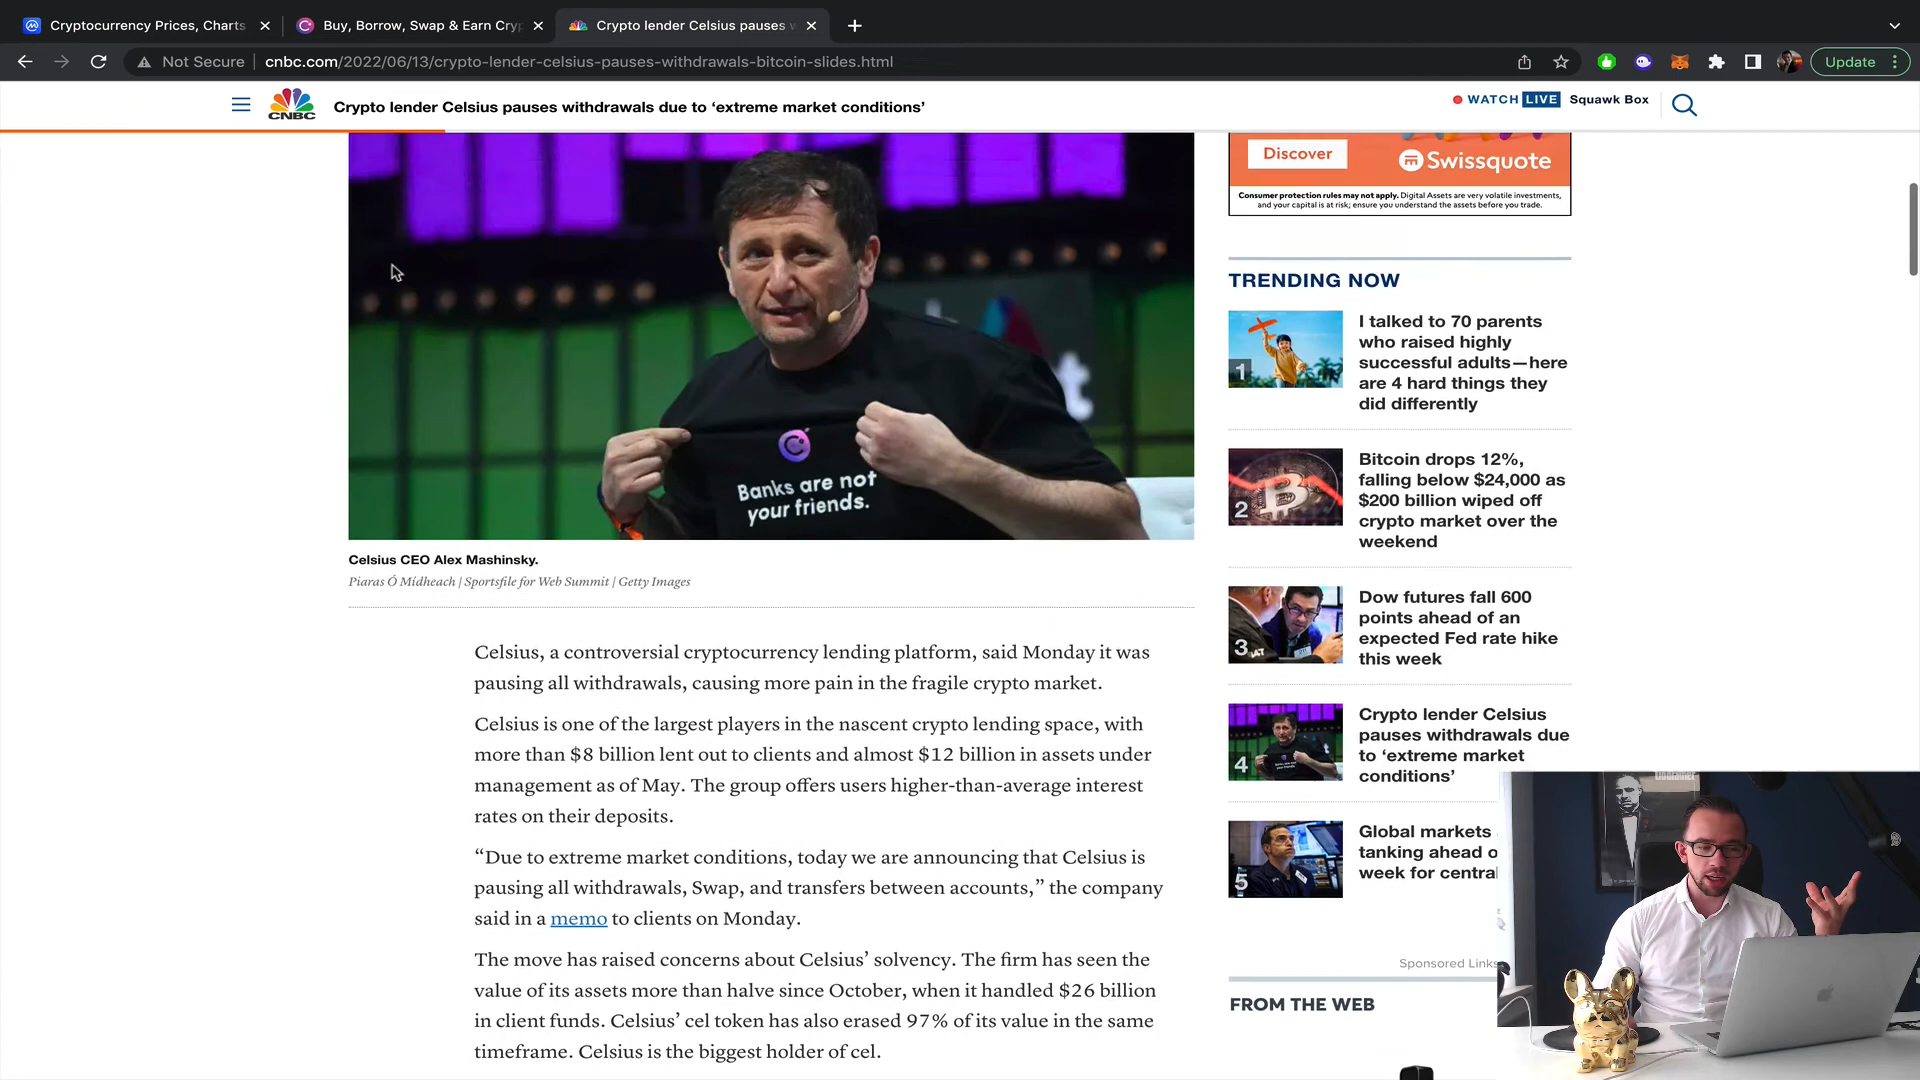 Cryptocurrency Prices, Charts
Buy, Borrow, Swap & Earn Cry
Crypto lender Celsius pauses w
Not Secure
cnbc.com/2022/06/13/crypto-lender-celsius-pauses-withdrawals-bitcoin-slides.html
Update
CNBC
Crypto lender Celsius pauses withdrawals due to ‘extreme market conditions’
WATCH LIVE
Squawk Box
Banks are not
your friends.
Celsius CEO Alex Mashinsky.
Piaras Ó Mídheach | Sportsfile for Web Summit | Getty Images
Celsius, a controversial cryptocurrency lending platform, said Monday it was
pausing all withdrawals, causing more pain in the fragile crypto market.
Celsius is one of the largest players in the nascent crypto lending space, with
more than $8 billion lent out to clients and almost $12 billion in assets under
management as of May. The group offers users higher-than-average interest
rates on their deposits.
“Due to extreme market conditions, today we are announcing that Celsius is
pausing all withdrawals, Swap, and transfers between accounts,” the company
said in a memo to clients on Monday.
The move has raised concerns about Celsius’ solvency. The firm has seen the
value of its assets more than halve since October, when it handled $26 billion
in client funds. Celsius’ cel token has also erased 97% of its value in the same
timeframe. Celsius is the biggest holder of cel.
Discover
Swissquote
Consumer protection rules may not apply. Digital Assets are very volatile investments,
and your capital is at risk; ensure you understand the assets before you trade.
TRENDING NOW
1
I talked to 70 parents
who raised highly
successful adults—here
are 4 hard things they
did differently
2
Bitcoin drops 12%,
falling below $24,000 as
$200 billion wiped off
crypto market over the
weekend
3
Dow futures fall 600
points ahead of an
expected Fed rate hike
this week
4
Crypto lender Celsius
pauses withdrawals due
to ‘extreme market
conditions’
5
Global markets
tanking ahead o
week for central
Sponsored Links
FROM THE WEB